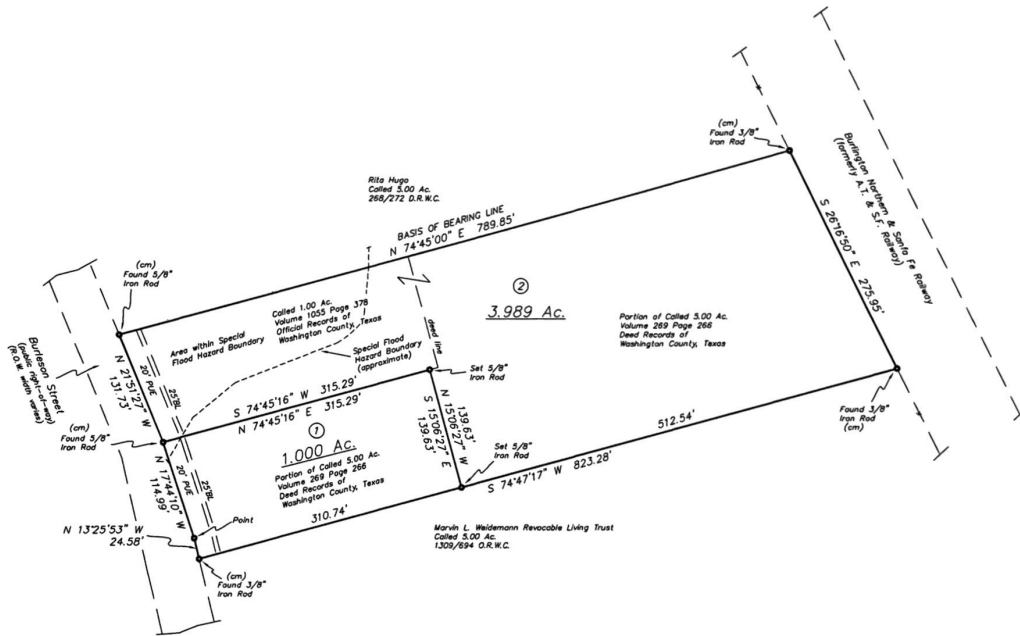 (cm)
Found 3/8"
Iron Rod
Burlington Northern & Santa Fe Railway
(formerly A.T. & S.F. Railway)
Rita Hugo
Called 5.00 Ac.
268/272 D.R.W.C.
BASIS OF BEARING LINE
N 74°45'00" E 789.85'
S 26°16'50" E 275.95'
(cm)
Found 5/8"
Iron Rod
2
3.989 Ac.
Called 1.00 Ac.
Volume 1055 Page 378
Official Records of
Washington County, Texas
Portion of Called 5.00 Ac.
Volume 269 Page 266
Deed Records of
Washington County, Texas
Area within Special
Flood Hazard Boundary
Special Flood
Hazard Boundary
(approximate)
deed line
Burleson Street
(public right-of-way)
(R.O.W. width varies)
N 21°51'27" W
131.73'
20' PUE
25'BL
S 74°45'16" W 315.29'
N 74°45'16" E 315.29'
Set 5/8"
Iron Rod
(cm)
Found 5/8"
Iron Rod
139.63'
N 15°06'27" W
S 15°06'27" E
139.63'
Found 3/8"
Iron Rod
(cm)
1
1.000 Ac.
Portion of Called 5.00 Ac.
Volume 269 Page 266
Deed Records of
Washington County, Texas
Set 5/8"
Iron Rod
512.54'
S 74°47'17" W 823.28'
N 17°44'10" W
114.99'
20' PUE
25'BL
310.74'
Point
N 13°25'53" W
24.58'
Marvin L. Weidemann Revocable Living Trust
Called 5.00 Ac.
1309/694 O.R.W.C.
(cm)
Found 3/8"
Iron Rod